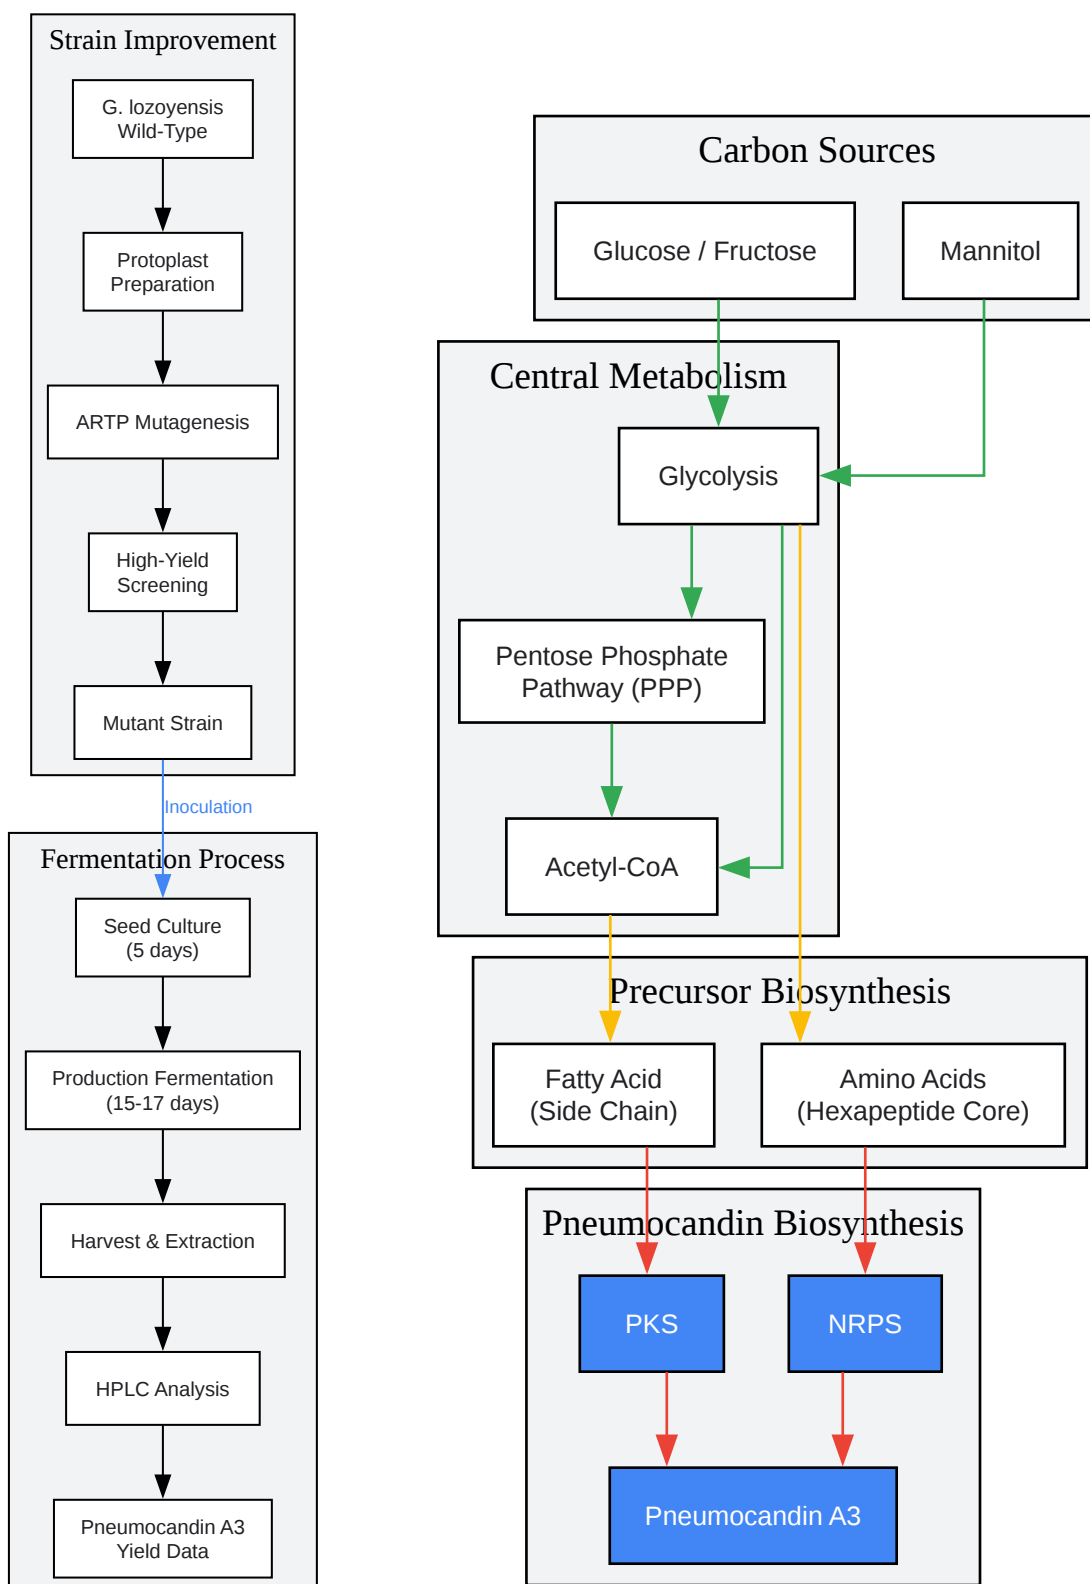 Strain Improvement
G. lozoyensis
Wild-Type
Protoplast
Preparation
ARTP Mutagenesis
High-Yield
Screening
Mutant Strain
Inoculation
Fermentation Process
Seed Culture
(5 days)
Production Fermentation
(15-17 days)
Harvest & Extraction
HPLC Analysis
Pneumocandin A3
Yield Data
Carbon Sources
Glucose / Fructose
Mannitol
Central Metabolism
Glycolysis
Pentose Phosphate
Pathway (PPP)
Acetyl-CoA
Precursor Biosynthesis
Fatty Acid
(Side Chain)
Amino Acids
(Hexapeptide Core)
Pneumocandin Biosynthesis
PKS
NRPS
Pneumocandin A3